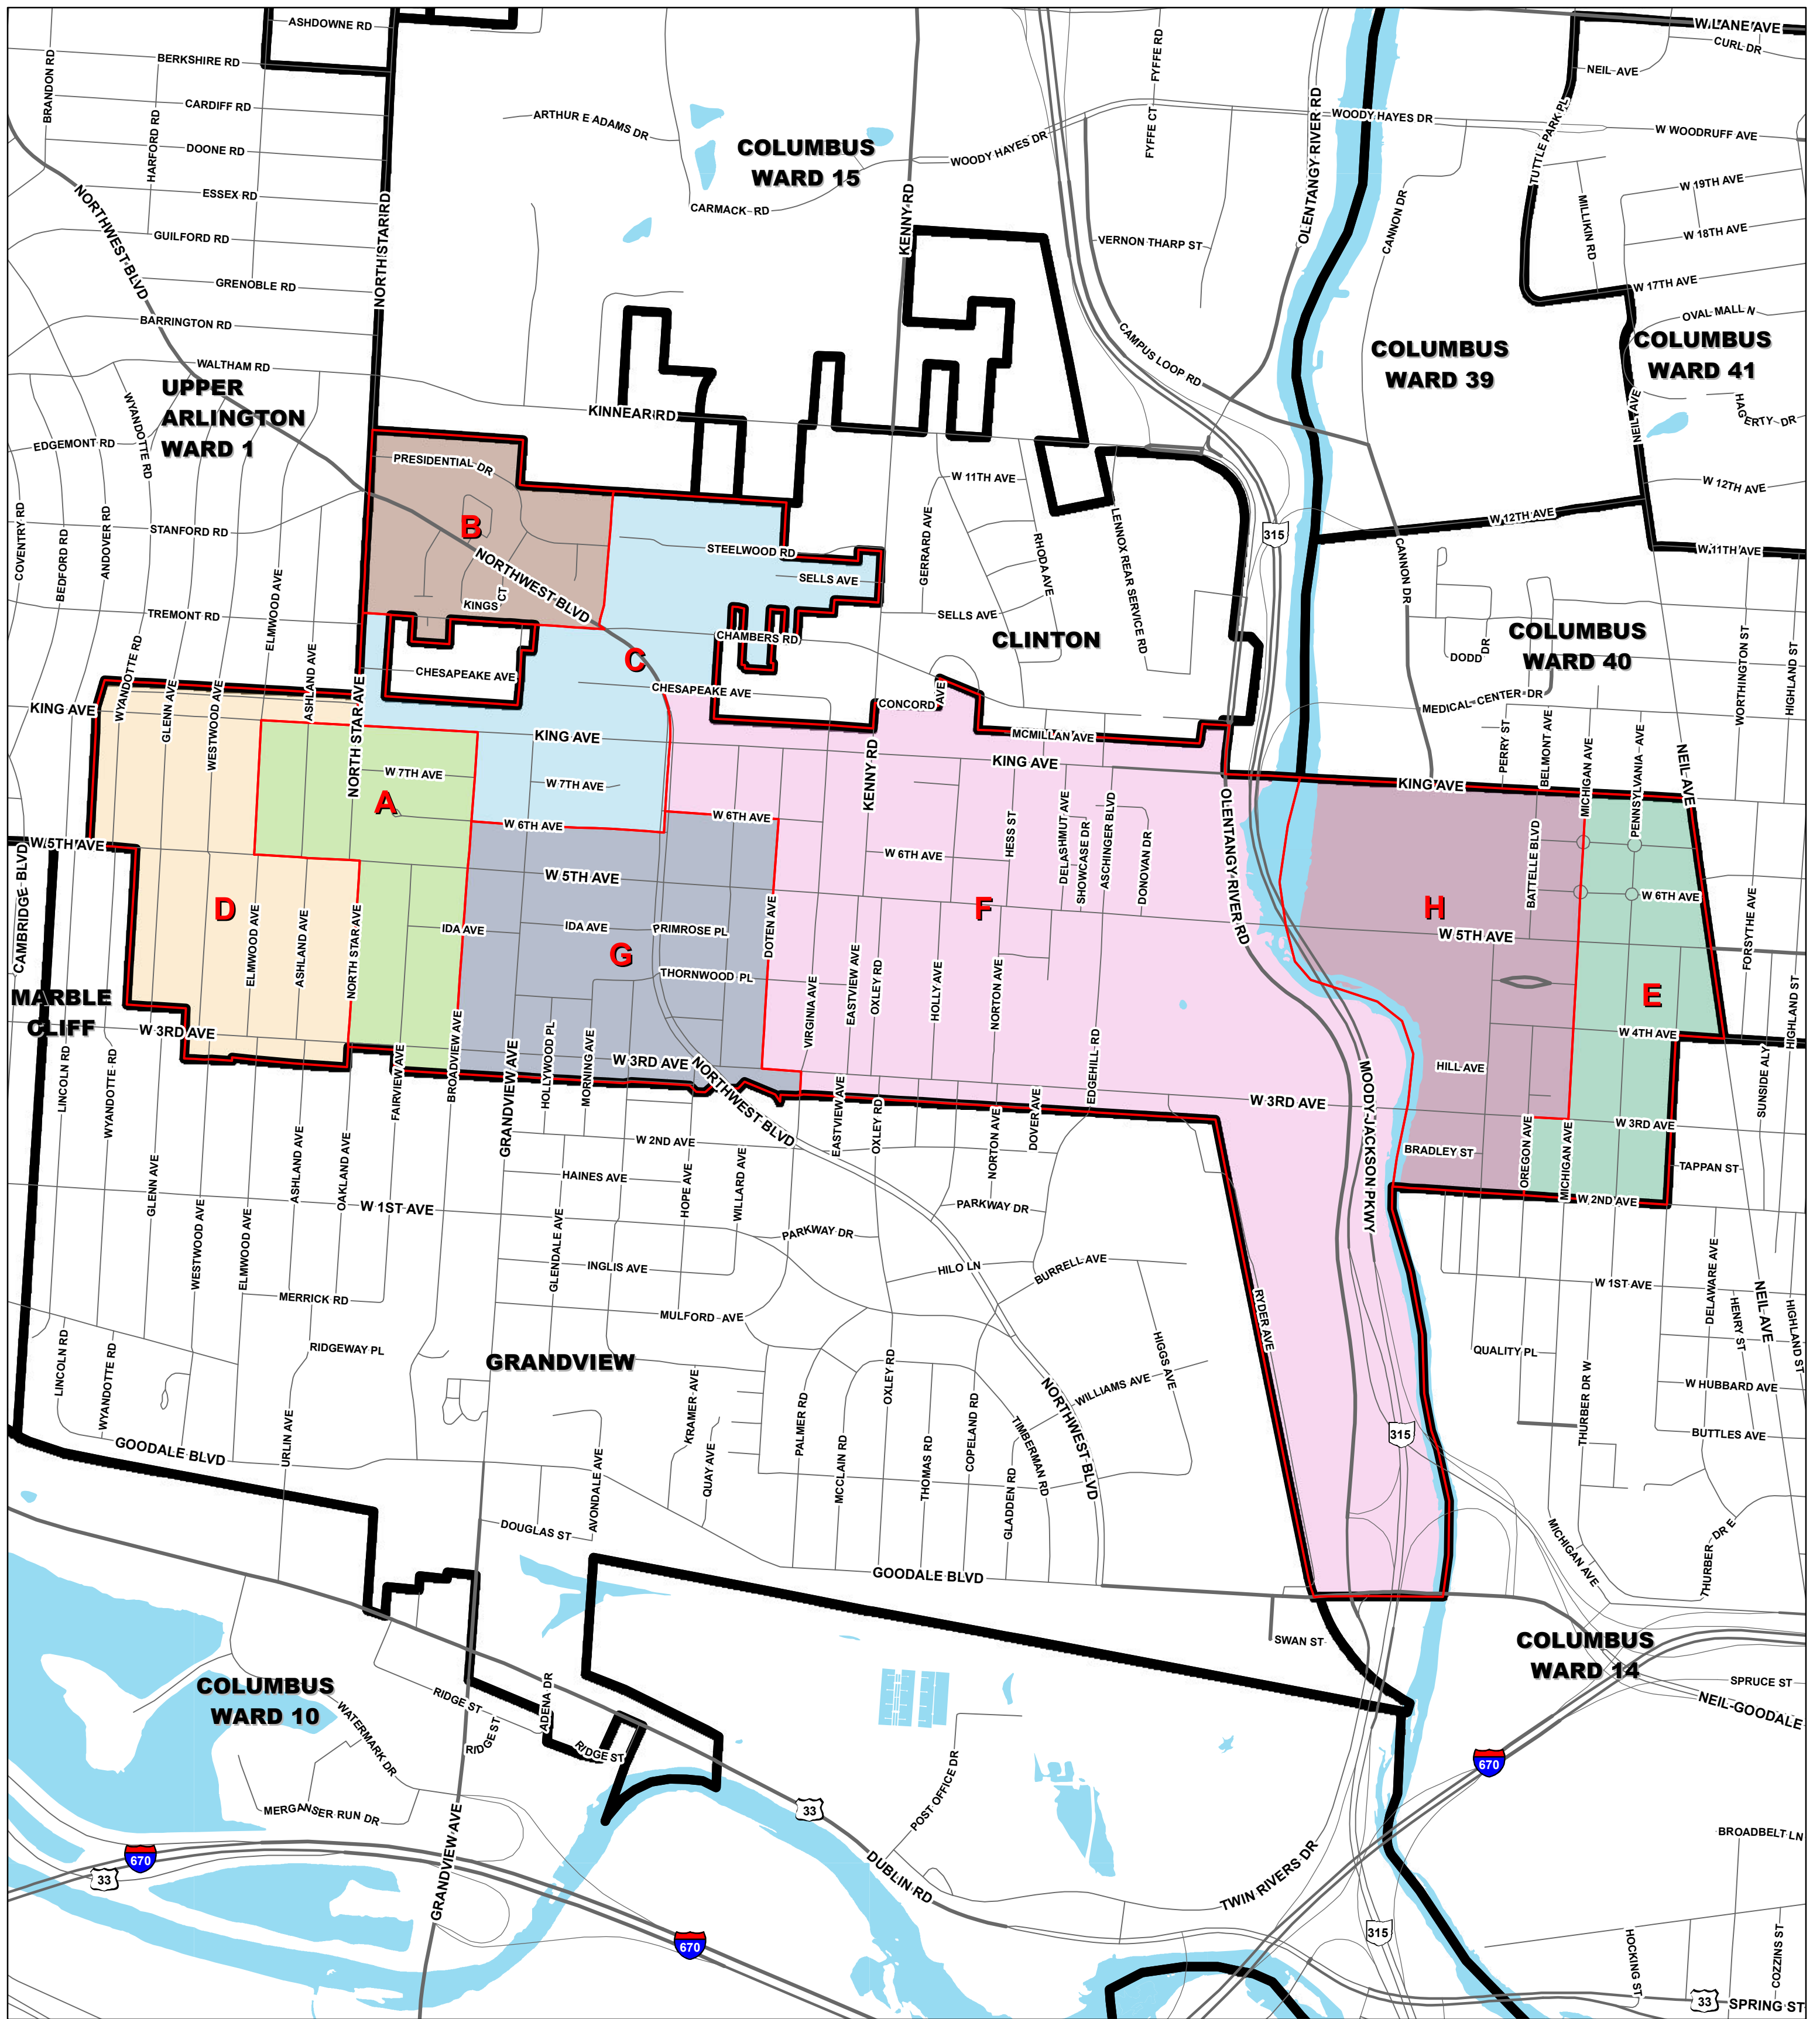 ASHDOWNE RD
W LANE AVE
CURL DR
BRANDON RD
BERKSHIRE RD
FYFFE RD
NEIL AVE
CARDIFF RD
HARFORD RD
ARTHUR E ADAMS DR
COLUMBUS
WARD 15
WOODY HAYES DR
FYFFE CT
OLENTANGY RIVER RD
WOODY HAYES DR
TUTTLE PARK PL
W WOODRUFF AVE
DOONE RD
ESSEX RD
NORTHWEST BLVD
NORTH STAR RD
CARMACK RD
KENNY RD
CANNON DR
MILLIKIN RD
W 19TH AVE
GUILFORD RD
VERNON THARP ST
W 18TH AVE
GRENOBLE RD
W 17TH AVE
BARRINGTON RD
CAMPUS LOOP RD
OVAL MALL N
COLUMBUS
WARD 39
COLUMBUS
WARD 41
WALTHAM RD
UPPER
ARLINGTON
WARD 1
WYANDOTTE RD
KINNEAR RD
NEIL AVE
HAGERTY DR
EDGEMONT RD
PRESIDENTIAL DR
W 11TH AVE
W 12TH AVE
COVENTRY RD
BEDFORD RD
ANDOVER RD
STANFORD RD
B
NORTHWEST BLVD
STEELWOOD RD
GERRARD AVE
RHODA AVE
LENNOX REAR SERVICE RD
315
W 12TH AVE
W 11TH AVE
CANNON DR
SELLS AVE
ELMWOOD AVE
KINGS CT
TREMONT RD
SELLS AVE
CHAMBERS RD
CLINTON
COLUMBUS
WARD 40
DODD DR
WORTHINGTON ST
HIGHLAND ST
C
CHESAPEAKE AVE
CHESAPEAKE AVE
CONCORD AVE
MEDICAL CENTER DR
WYANDOTTE RD
GLENN AVE
WESTWOOD AVE
ASHLAND AVE
NORTH STAR AVE
KING AVE
KING AVE
MCMILLAN AVE
KING AVE
KING AVE
PERRY ST
BELMONT AVE
MICHIGAN AVE
PENNSYLVANIA AVE
NEIL AVE
W 7TH AVE
W 7TH AVE
KENNY RD
A
W 6TH AVE
W 6TH AVE
W 6TH AVE
HESS ST
DELASHMUT AVE
SHOWCASE DR
ASCHINGER BLVD
DONOVAN DR
OLENTANGY RIVER RD
BATTELLE BLVD
W 5TH AVE
CAMBRIDGE BLVD
W 5TH AVE
W 6TH AVE
D
F
H
W 5TH AVE
FORSYTHE AVE
ELMWOOD AVE
ASHLAND AVE
NORTH STAR AVE
IDA AVE
IDA AVE
PRIMROSE PL
DOTEN AVE
G
THORNWOOD PL
EASTVIEW AVE
OXLEY RD
HOLLY AVE
NORTON AVE
VIRGINIA AVE
E
MARBLE
CLIFF
W 3RD AVE
W 3RD AVE
W 3RD AVE
W 4TH AVE
HILL AVE
HIGHLAND ST
LINCOLN RD
WYANDOTTE RD
FAIRVIEW AVE
BROADVIEW AVE
GRANDVIEW AVE
HOLLYWOOD PL
MORNING AVE
NORTHWEST BLVD
EASTVIEW AVE
OXLEY RD
NORTON AVE
DOVER AVE
EDGEHILL RD
MOODY JACKSON PKWY
W 3RD AVE
SUNSIDE ALY
W 2ND AVE
BRADLEY ST
OREGON AVE
MICHIGAN AVE
TAPPAN ST
W 2ND AVE
GLENN AVE
WESTWOOD AVE
ELMWOOD AVE
ASHLAND AVE
OAKLAND AVE
W 1ST AVE
HAINES AVE
HOPE AVE
WILLARD AVE
PARKWAY DR
PARKWAY DR
GLENDALE AVE
INGLIS AVE
HILO LN
BURRELL AVE
W 1ST AVE
DELAWARE AVE
HENRY ST
NEIL AVE
HIGHLAND ST
MERRICK RD
MULFORD AVE
RYDER AVE
LINCOLN RD
WYANDOTTE RD
RIDGEWAY PL
GRANDVIEW
HIGGS AVE
QUALITY PL
W HUBBARD AVE
URLIN AVE
KRAMER AVE
QUAY AVE
PALMER RD
MCCLAIN RD
OXLEY RD
THOMAS RD
COPELAND RD
GLADDEN RD
TIMBERMAN RD
NORTHWEST BLVD
WILLIAMS AVE
THURBER DR W
315
BUTTLES AVE
GOODALE BLVD
AVONDALE AVE
DOUGLAS ST
MICHIGAN AVE
THURBER DR E
GOODALE BLVD
SWAN ST
COLUMBUS
WARD 14
SPRUCE ST
NEIL-GOODALE
COLUMBUS
WARD 10
WATERMARK DR
RIDGE ST
RIDGE ST
ADENA DR
RIDGE ST
670
POST OFFICE DR
MERGANSER RUN DR
33
BROADBELT LN
670
33
GRANDVIEW AVE
DUBLIN RD
TWIN RIVERS DR
670
315
HOCKING ST
COZZINS ST
33
SPRING ST